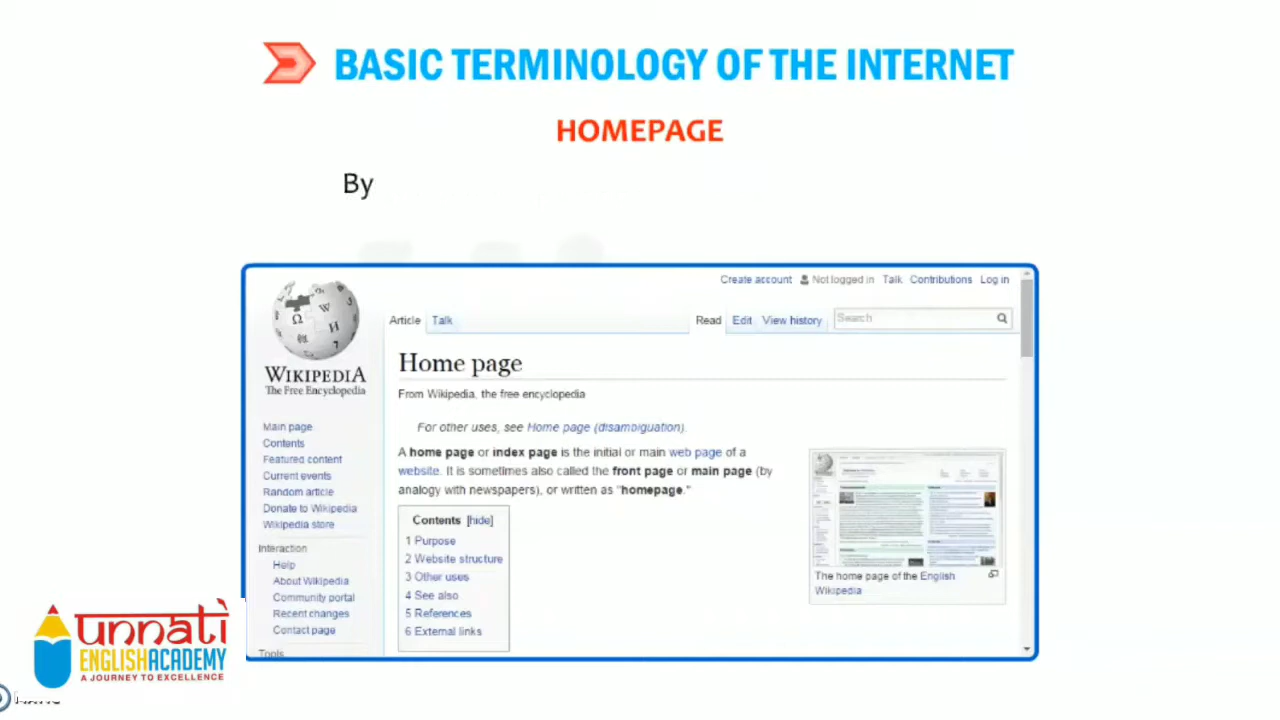 BASIC TERMINOLOGY OF THE INTERNET
HOMEPAGE
By
Create account Not logged in Talk Contributions Log in
Article Talk Read Edit View history Search
WIKIPEDIA
The Free Encyclopedia
Main page
Contents
Featured content
Current events
Random article
Donate to Wikipedia
Wikipedia store
Interaction
Help
About Wikipedia
Community portal
Recent changes
Contact page
Tools
Home page
From Wikipedia, the free encyclopedia
For other uses, see Home page (disambiguation).
A home page or index page is the initial or main web page of a
website. It is sometimes also called the front page or main page (by
analogy with newspapers), or written as "homepage."
Contents [hide]
1 Purpose
2 Website structure
3 Other uses
4 See also
5 References
6 External links
The home page of the English
Wikipedia
unnati
ENGLISH ACADEMY
A JOURNEY TO EXCELLENCE